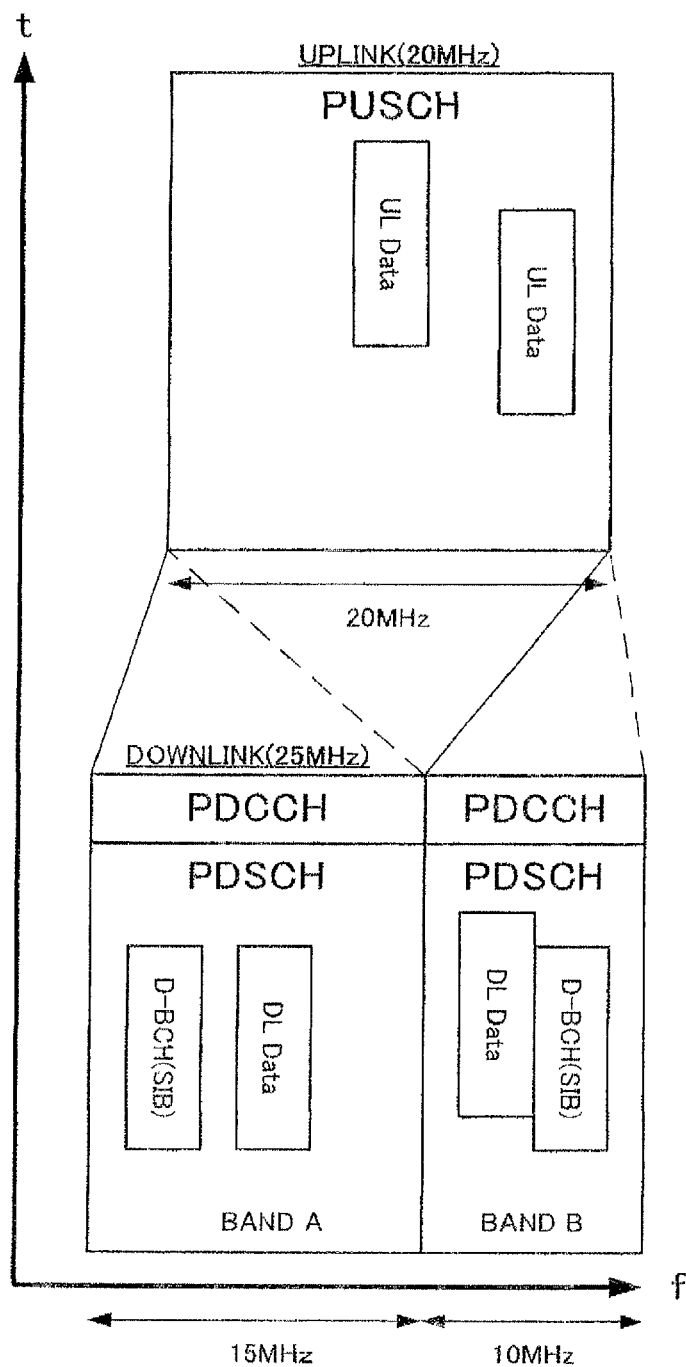 t
UPLINK(20MHz)
PUSCH
UL Data
UL Data
20MHz
DOWNLINK(25MHz)
PDCCH
PDCCH
PDSCH
PDSCH
D-BCH(SIB)
DL Data
DL Data
D-BCH(SIB)
BAND A
BAND B
f
15MHz
10MHz